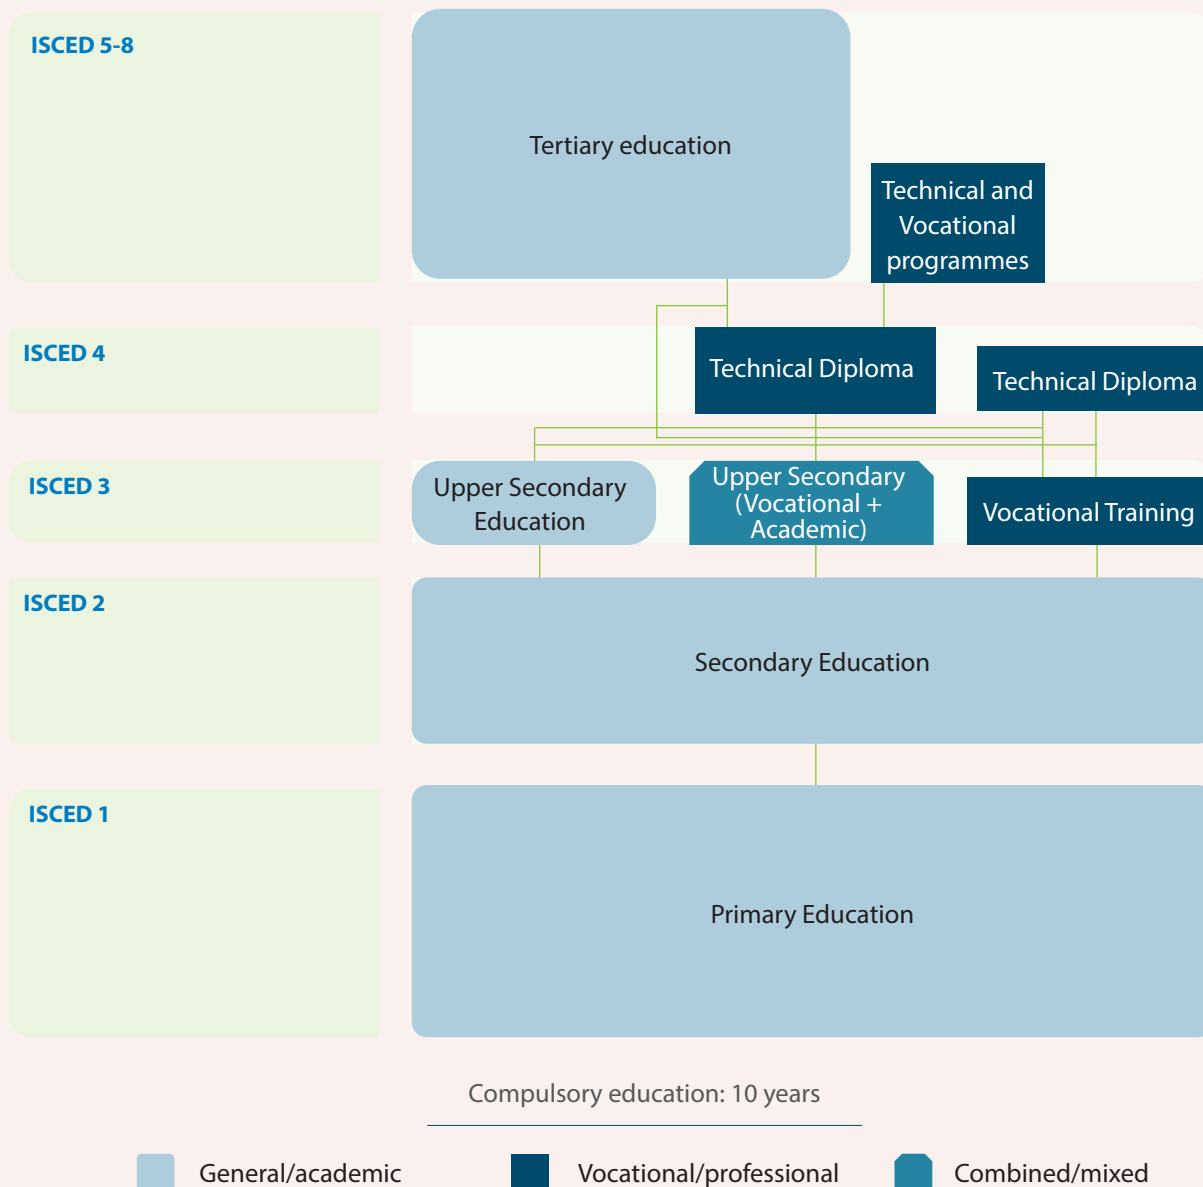 ISCED 5-8
Tertiary education
Technical and
Vocational
programmes
ISCED 4
Technical Diploma
Technical Diploma
ISCED 3
Upper Secondary
Education
Upper Secondary
(Vocational +
Academic)
Vocational Training
ISCED 2
Secondary Education
ISCED 1
Primary Education
Compulsory education: 10 years
General/academic
Vocational/professional
Combined/mixed